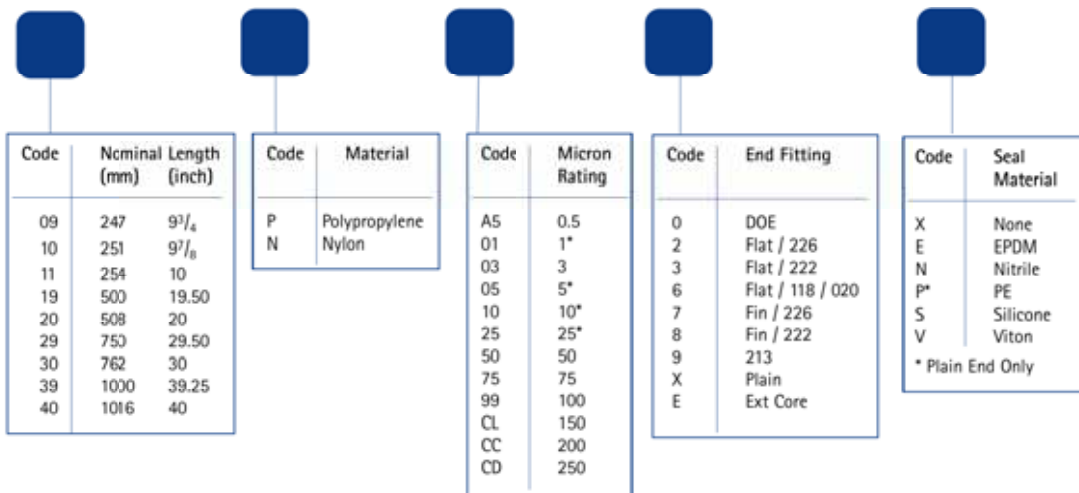 Code Nominal Length
(mm) (inch)
09 247 9 3/4
10 251 9 7/8
11 254 10
19 500 19.50
20 508 20
29 750 29.50
30 762 30
39 1000 39.25
40 1016 40
Code Material
P Polypropylene
N Nylon
Code Micron
Rating
A5 0.5
01 1*
03 3
05 5*
10 10*
25 25*
50 50
75 75
99 100
CL 150
CC 200
CD 250
Code End Fitting
0 DOE
2 Flat / 226
3 Flat / 222
6 Flat / 118 / 020
7 Fin / 226
8 Fin / 222
9 213
X Plain
E Ext Core
Code Seal
Material
X None
E EPDM
N Nitrile
P* PE
S Silicone
V Viton
* Plain End Only